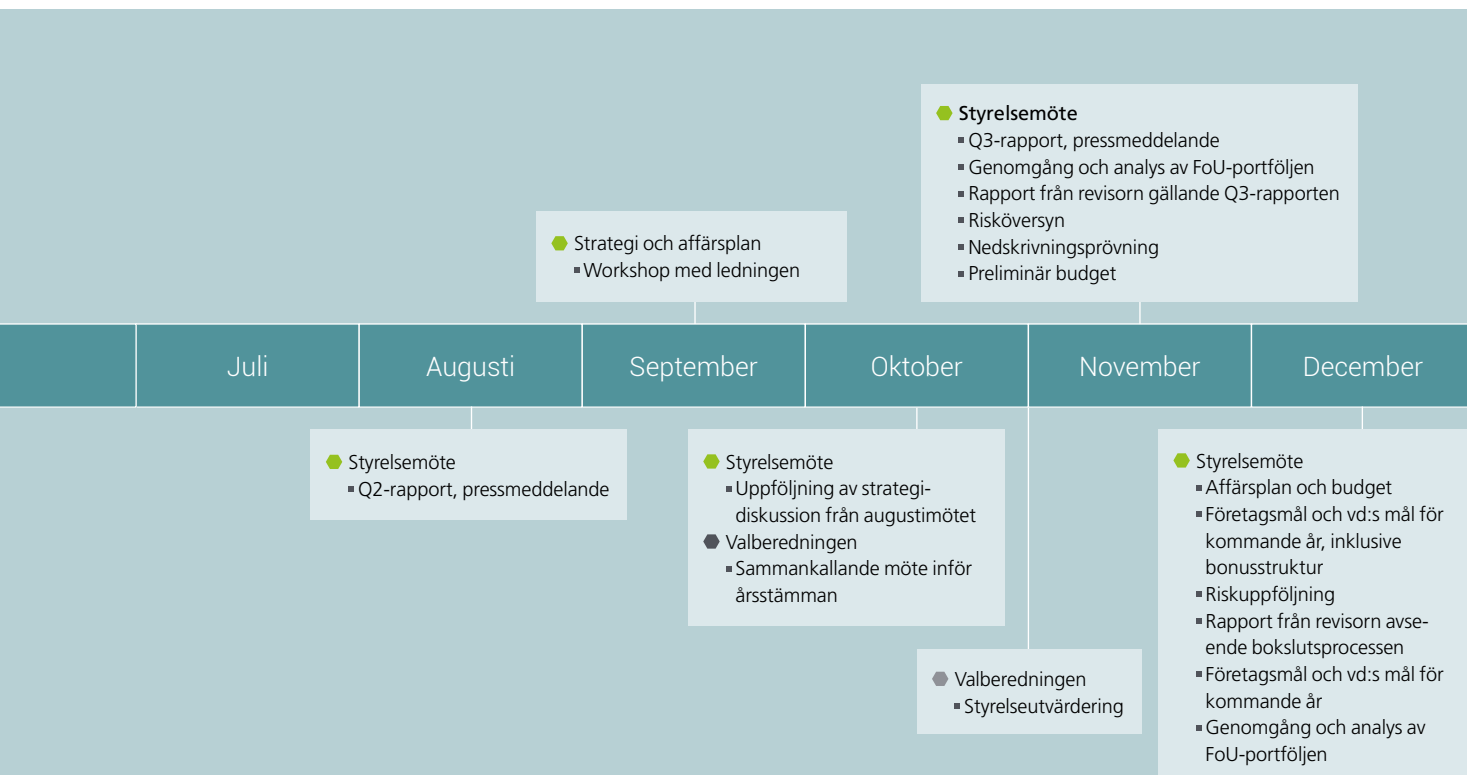 Styrelsemöte
Q3-rapport, pressmeddelande
Genomgång och analys av FoU-portföljen
Rapport från revisorn gällande Q3-rapporten
Risköversyn
Nedskrivningsprövning
Preliminär budget
Strategi och affärsplan
Workshop med ledningen
Juli
Augusti
September
Oktober
November
December
Styrelsemöte
Q2-rapport, pressmeddelande
Styrelsemöte
Uppföljning av strategi-
diskussion från augustimötet
Valberedningen
Sammankallande möte inför
årsstämman
Valberedningen
Styrelseutvärdering
Styrelsemöte
Affärsplan och budget
Företagsmål och vd:s mål för
kommande år, inklusive
bonusstruktur
Riskuppföljning
Rapport från revisorn avse-
ende bokslutsprocessen
Företagsmål och vd:s mål för
kommande år
Genomgång och analys av
FoU-portföljen